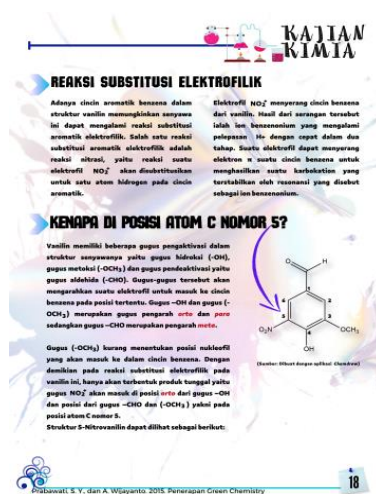 KAJIAN
KIMIA
REAKSI SUBSTITUSI ELEKTROFILIK
Adanya cincin aromatik benzena dalam
struktur vanilin memungkinkan senyawa
ini dapat mengalami reaksi substitusi
aromatik elektrofilik. Salah satu reaksi
substitusi aromatik elektrofilik adalah
reaksi nitrasi, yaitu reaksi suatu
elektrofil NO₂⁺ akan disubstitusikan
untuk satu atom hidrogen pada cincin
aromatik.
Elektrofil NO₂⁺ menyerang cincin benzena
dari vanilin. Hasil dari serangan tersebut
ialah ion benzenonium yang mengalami
pelepasan H+ dengan cepat dalam dua
tahap. Suatu elektrofil dapat menyerang
elektron π suatu cincin benzena untuk
menghasilkan suatu karbokation yang
terstabilkan oleh resonansi yang disebut
sebagai ion benzenonium.
KENAPA DI POSISI ATOM C NOMOR 5?
Vanilin memiliki beberapa gugus pengaktivasi dalam
struktur senyawanya yaitu gugus hidroksi (-OH),
gugus metoksi (-OCH₃) dan gugus pendeaktivasi yaitu
gugus aldehida (-CHO). Gugus-gugus tersebut akan
mengarahkan suatu elektrofil untuk masuk ke cincin
benzena pada posisi tertentu. Gugus –OH dan gugus (-
OCH₃) merupakan gugus pengarah orto dan para
sedangkan gugus –CHO merupakan pengarah meta.
Gugus (-OCH₃) kurang menentukan posisi nukleofil
yang akan masuk ke dalam cincin benzena. Dengan
demikian pada reaksi substitusi elektrofilik pada
vanilin ini, hanya akan terbentuk produk tunggal yaitu
gugus NO₂⁺ akan masuk di posisi orto dari gugus –OH
dan posisi dari gugus –CHO dan (-OCH₃) yakni pada
posisi atom C nomor 5.
Struktur 5-Nitrovanilin dapat dilihat sebagai berikut:
O H
1
6 2
5 3
4
O₂N OCH₃
OH
(Sumber: Dibuat dengan aplikasi Chemdraw)
Prabawati, S. Y., dan A. Wijayanto. 2015. Penerapan Green Chemistry
18